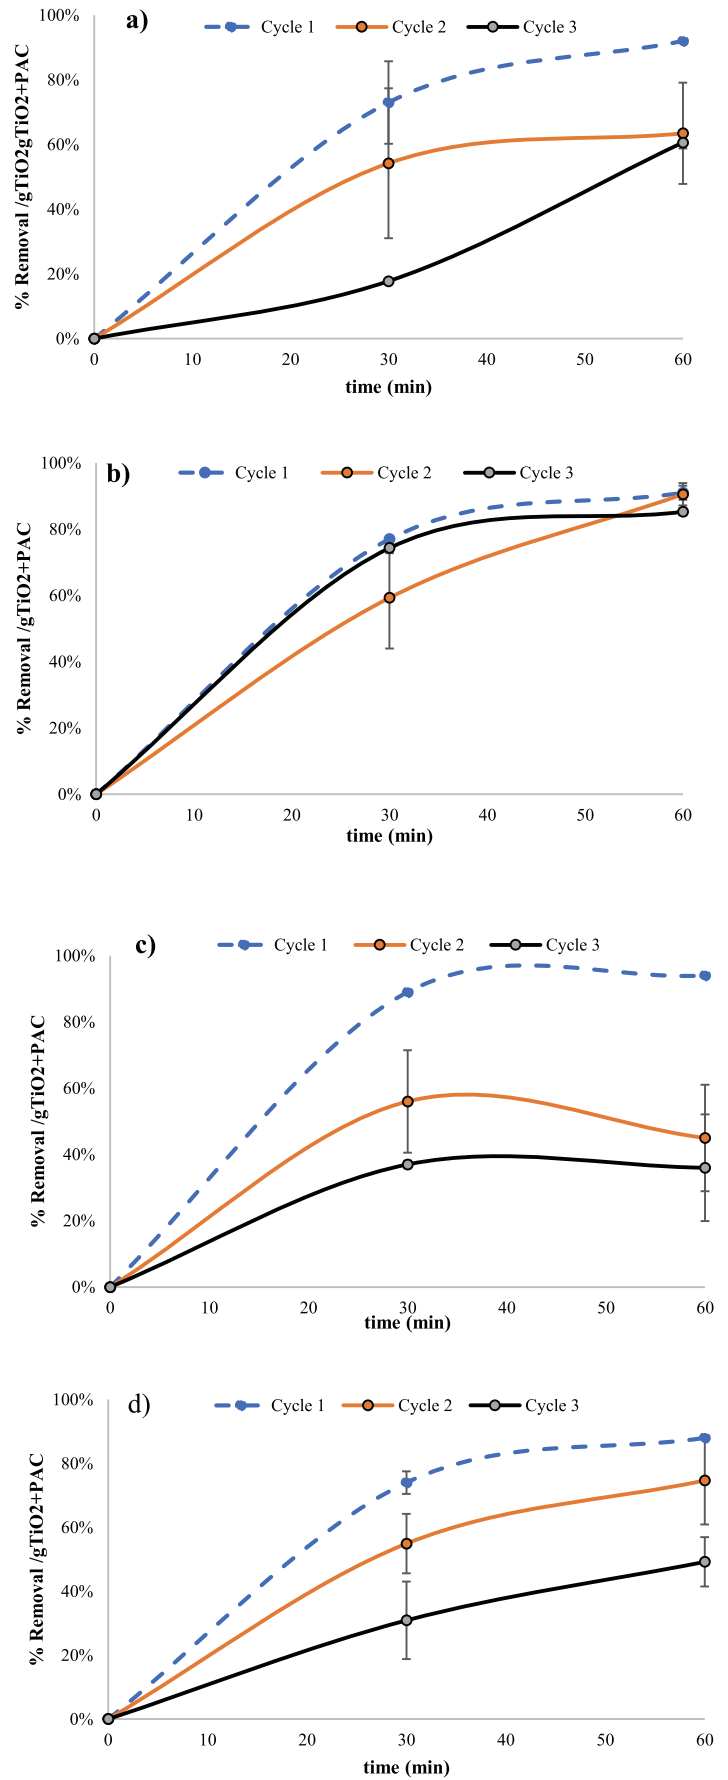 a) Cycle 1 Cycle 2 Cycle 3
% Removal /gTiO2gTiO2+PAC
100%
80%
60%
40%
20%
0%
0 10 20 30 40 50 60
time (min)
b) Cycle 1 Cycle 2 Cycle 3
% Removal /gTiO2+PAC
100%
80%
60%
40%
20%
0%
0 10 20 30 40 50 60
time (min)
c) Cycle 1 Cycle 2 Cycle 3
% Removal /gTiO2+PAC
100%
80%
60%
40%
20%
0%
0 10 20 30 40 50 60
time (min)
d) Cycle 1 Cycle 2 Cycle 3
% Removal /gTiO2+PAC
100%
80%
60%
40%
20%
0%
0 10 20 30 40 50 60
time (min)